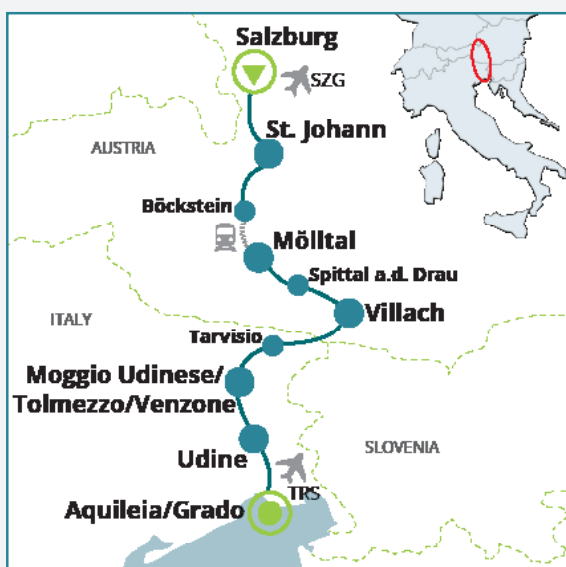 Salzburg
SZG
St. Johann
AUSTRIA
Böckstein
Mölltal
Spittal a.d. Drau
ITALY
Villach
Tarvisio
Moggio Udinese/
Tolmezzo/Venzone
SLOVENIA
Udine
TRS
Aquileia/Grado